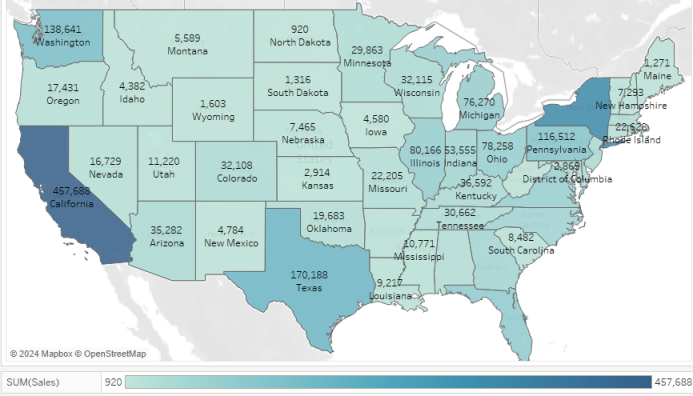 138,641
Washington
5,589
Montana
920
North Dakota
29,863
Minnesota
1,271
Maine
17,431
Oregon
4,382
Idaho
1,316
South Dakota
32,115
Wisconsin
7,293
New Hampshire
1,603
Wyoming
76,270
Michigan
22,628
Rhode Island
457,688
California
16,729
Nevada
11,220
Utah
32,108
Colorado
7,465
Nebraska
4,580
Iowa
80,166
Illinois
53,555
Indiana
78,258
Ohio
116,512
Pennsylvania
United
States
2,914
Kansas
22,205
Missouri
36,592
Kentucky
2,869
District of Columbia
35,282
Arizona
4,784
New Mexico
19,683
Oklahoma
30,662
Tennessee
170,188
Texas
10,771
Mississippi
8,482
South Carolina
9,217
Louisiana
© 2024 Mapbox © OpenStreetMap
SUM(Sales) 920 457,688